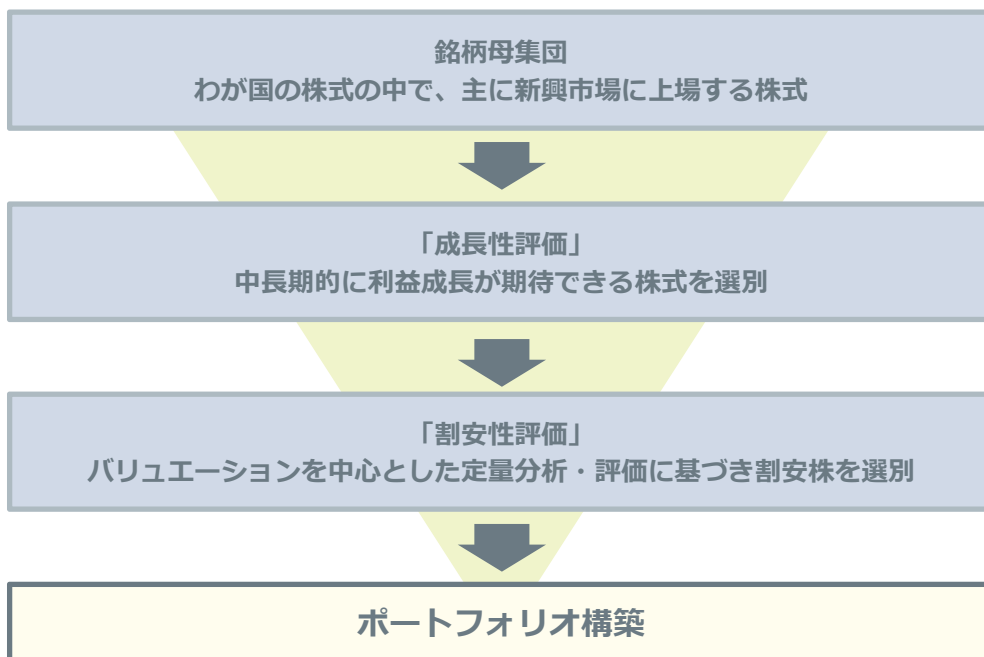 銘柄母集団
わが国の株式の中で、主に新興市場に上場する株式
「成長性評価」
中長期的に利益成長が期待できる株式を選別
「割安性評価」
バリュエーションを中心とした定量分析・評価に基づき割安株を選別
ポートフォリオ構築